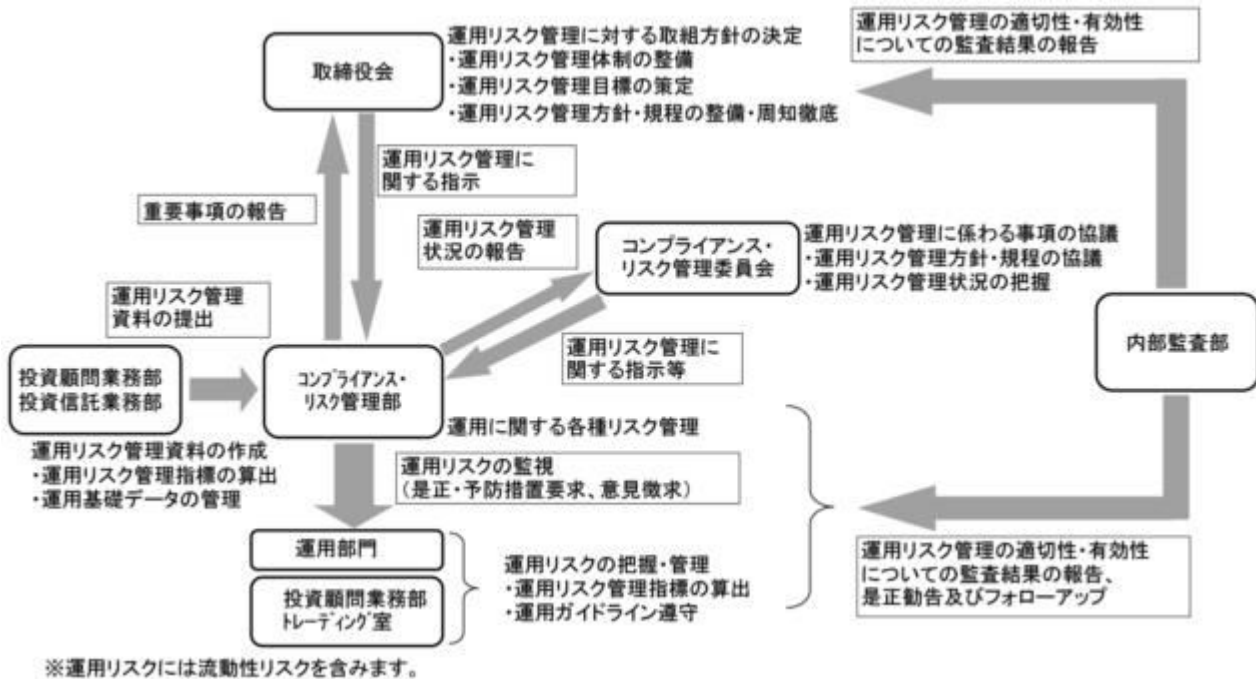 取締役会
運用リスク管理に対する取組方針の決定
・運用リスク管理体制の整備
・運用リスク管理目標の策定
・運用リスク管理方針・規程の整備・周知徹底
運用リスク管理の適切性・有効性
についての監査結果の報告
運用リスク管理に
関する指示
重要事項の報告
運用リスク管理
状況の報告
コンプライアンス・
リスク管理委員会
運用リスク管理に係わる事項の協議
・運用リスク管理方針・規程の協議
・運用リスク管理状況の把握
運用リスク管理
資料の提出
内部監査部
投資顧問業務部
投資信託業務部
コンプライアンス・
リスク管理部
運用リスク管理に
関する指示等
運用に関する各種リスク管理
運用リスク管理資料の作成
・運用リスク管理指標の算出
・運用基礎データの管理
運用リスクの監視
（是正・予防措置要求、意見徴求）
運用部門
投資顧問業務部
トレーディング室
運用リスクの把握・管理
・運用リスク管理指標の算出
・運用ガイドライン遵守
運用リスク管理の適切性・有効性
についての監査結果の報告、
是正勧告及びフォローアップ
※運用リスクには流動性リスクを含みます。